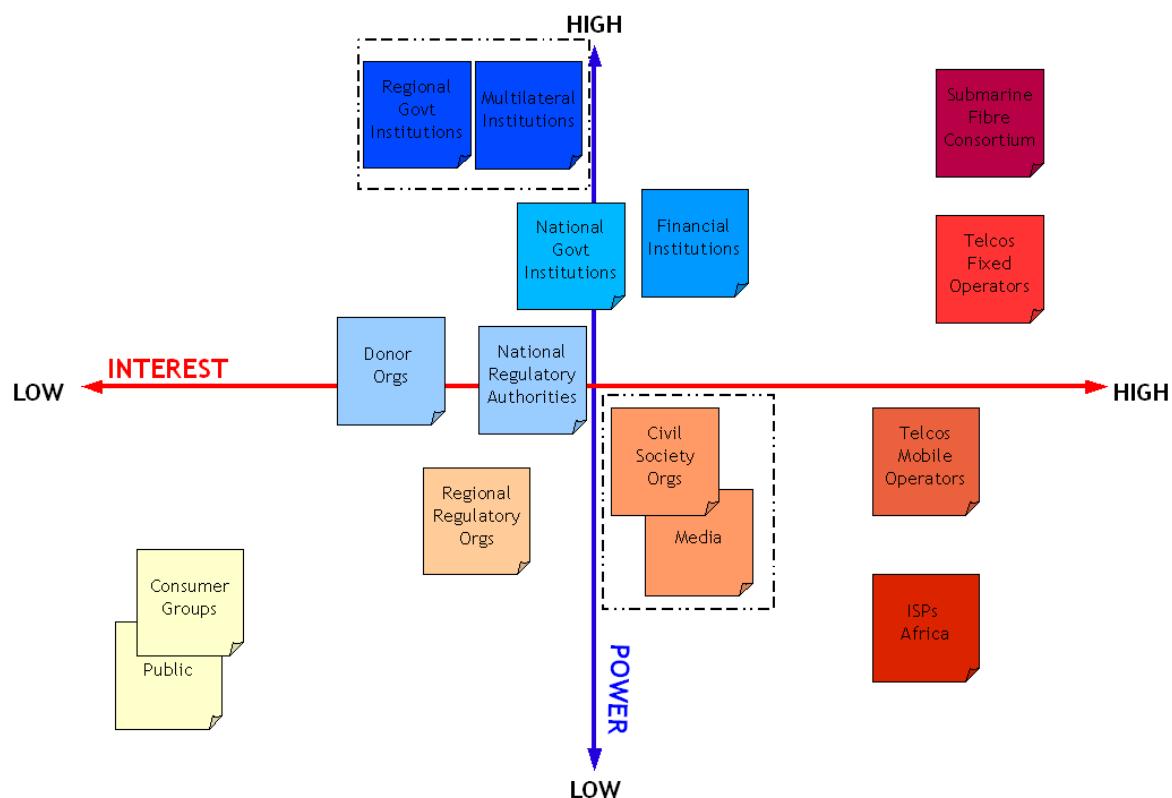 HIGH
Regional
Govt
Institutions
Multilateral
Institutions
Submarine
Fibre
Consortium
National
Govt
Institutions
Financial
Institutions
Telcos
Fixed
Operators
Donor
Orgs
National
Regulatory
Authorities
INTEREST
LOW
HIGH
Civil
Society
Orgs
Media
Telcos
Mobile
Operators
Regional
Regulatory
Orgs
Consumer
Groups
Public
ISPs
Africa
POWER
LOW